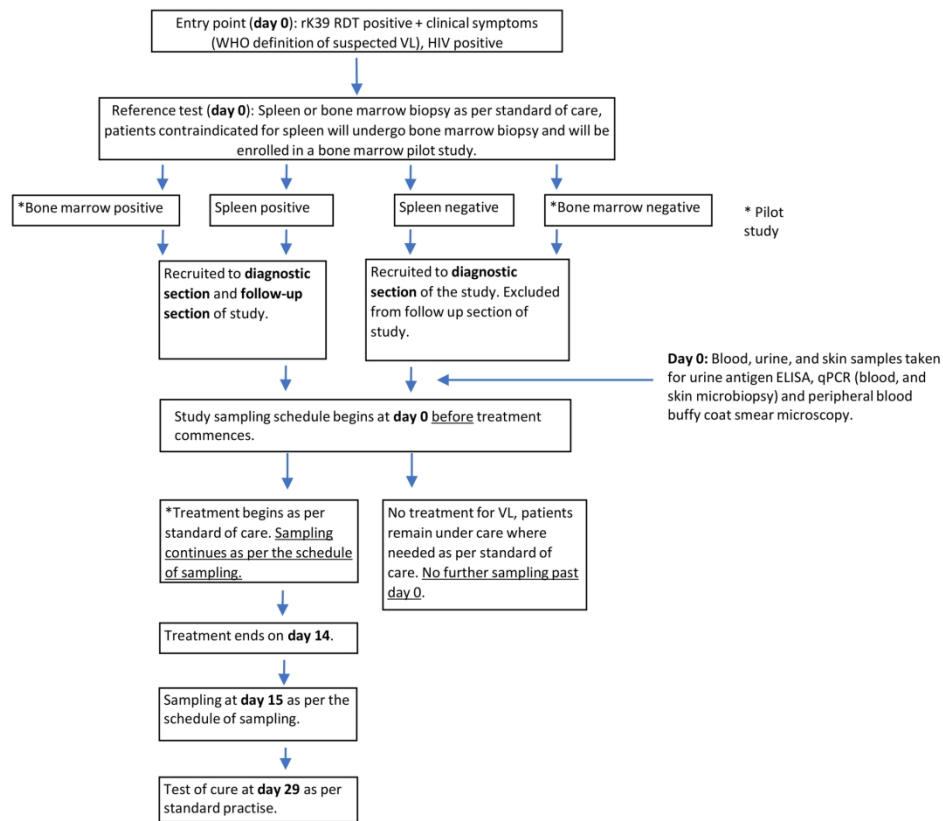 Entry point (day 0): rK39 RDT positive + clinical symptoms
(WHO definition of suspected VL), HIV positive
Reference test (day 0): Spleen or bone marrow biopsy as per standard of care,
patients contraindicated for spleen will undergo bone marrow biopsy and will be
enrolled in a bone marrow pilot study.
*Bone marrow positive
Spleen positive
Spleen negative
*Bone marrow negative
* Pilot
study
Recruited to diagnostic
section and follow-up
section of study.
Recruited to diagnostic
section of the study. Excluded
from follow up section of
study.
Day 0: Blood, urine, and skin samples taken
for urine antigen ELISA, qPCR (blood, and
skin microbiopsy) and peripheral blood
buffy coat smear microscopy.
Study sampling schedule begins at day 0 before treatment
commences.
*Treatment begins as per
standard of care. Sampling
continues as per the schedule
of sampling.
No treatment for VL, patients
remain under care where
needed as per standard of
care. No further sampling past
day 0.
Treatment ends on day 14.
Sampling at day 15 as per the
schedule of sampling.
Test of cure at day 29 as per
standard practise.